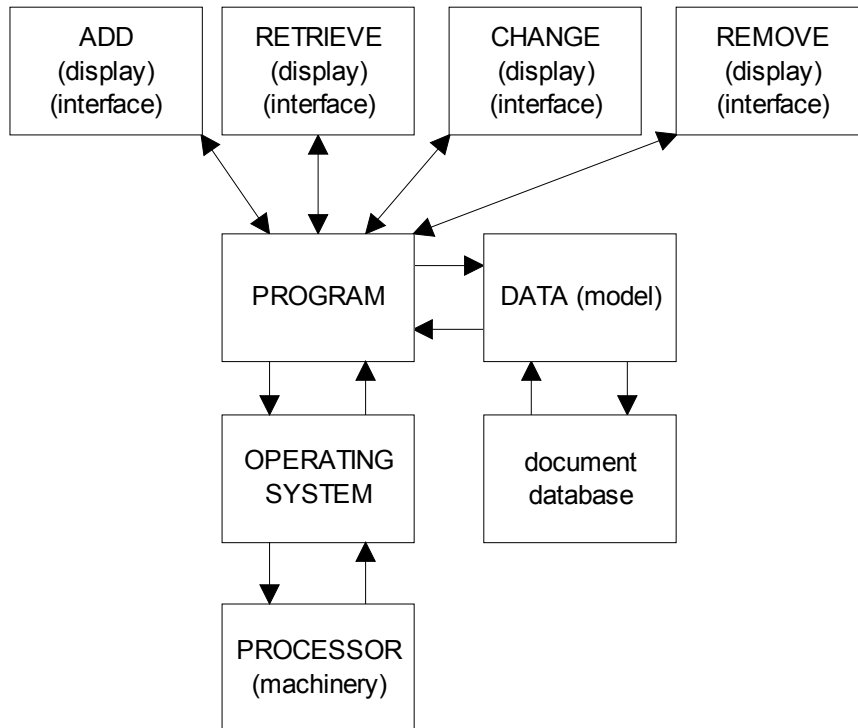 ADD
(display)
(interface)
RETRIEVE
(display)
(interface)
CHANGE
(display)
(interface)
REMOVE
(display)
(interface)
PROGRAM
DATA (model)
OPERATING
SYSTEM
document
database
PROCESSOR
(machinery)